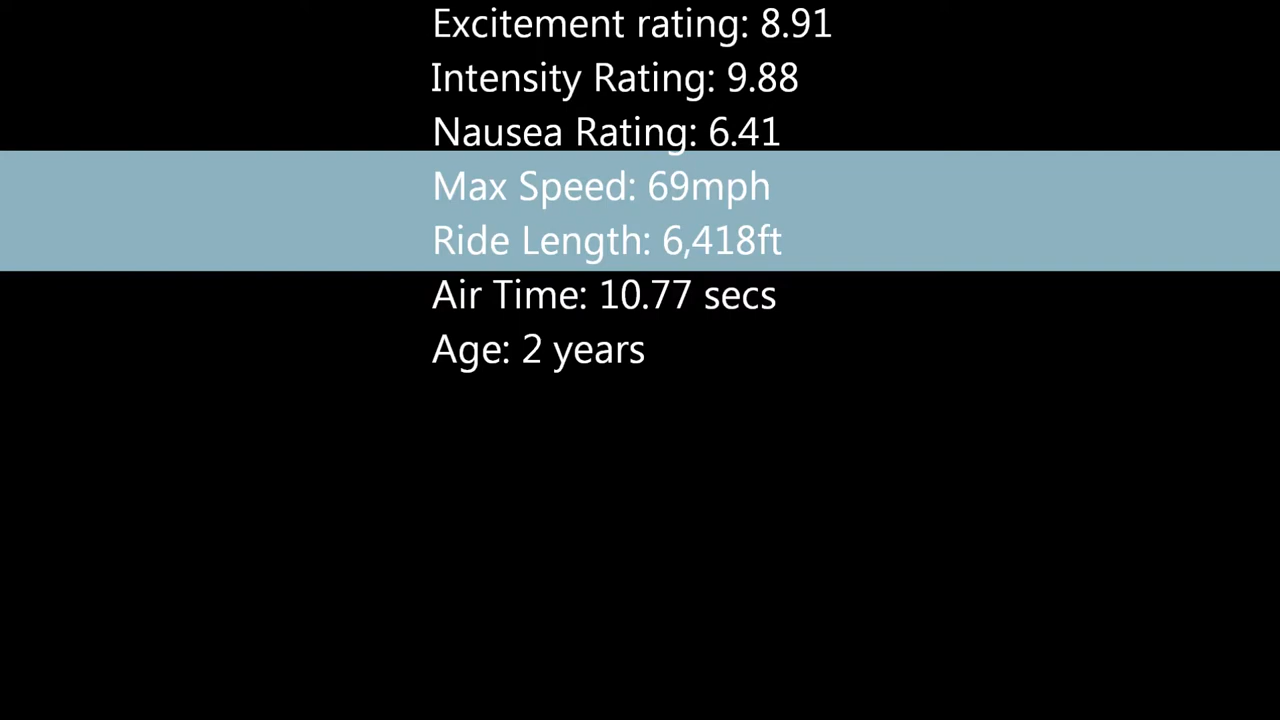 Excitement rating: 8.91
Intensity Rating: 9.88
Nausea Rating: 6.41
Max Speed: 69mph
Ride Length: 6,418ft
Air Time: 10.77 secs
Age: 2 years